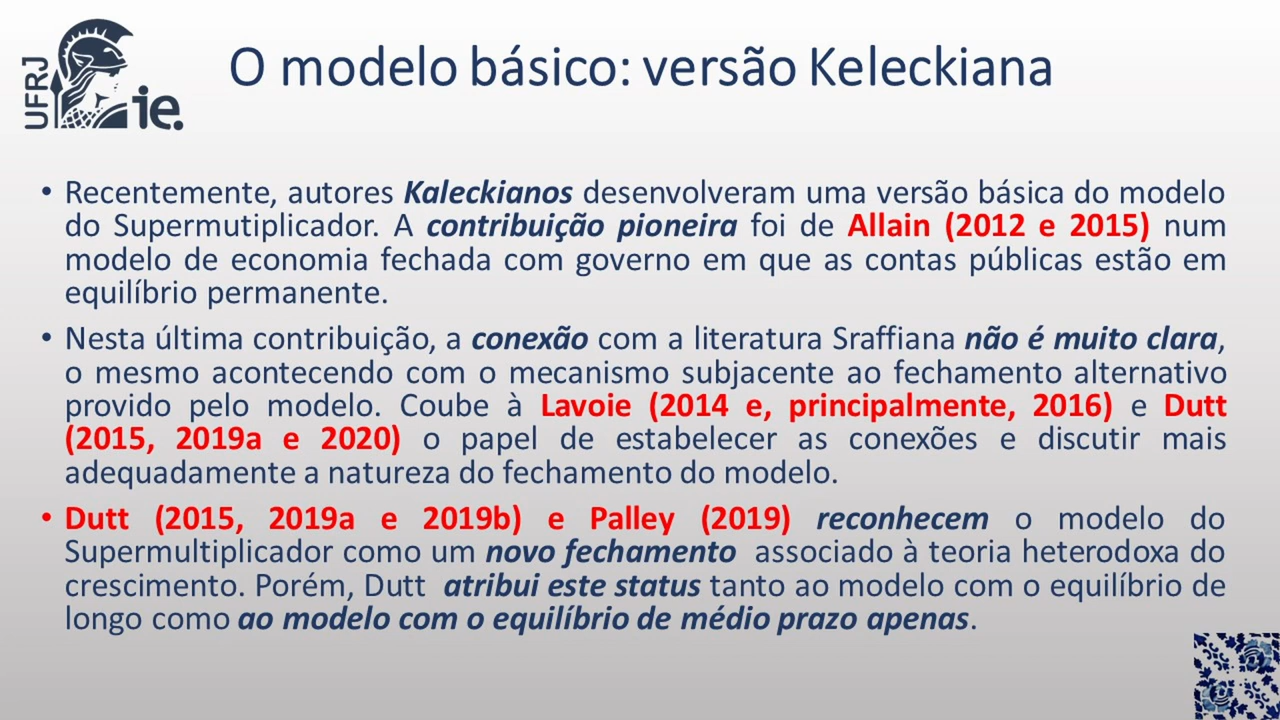 UFRJ
ie.
O modelo básico: versão Keleckiana
• Recentemente, autores Kaleckianos desenvolveram uma versão básica do modelo
do Supermutiplicador. A contribuição pioneira foi de Allain (2012 e 2015) num
modelo de economia fechada com governo em que as contas públicas estão em
equilíbrio permanente.
• Nesta última contribuição, a conexão com a literatura Sraffiana não é muito clara,
o mesmo acontecendo com o mecanismo subjacente ao fechamento alternativo
provido pelo modelo. Coube à Lavoie (2014 e, principalmente, 2016) e Dutt
(2015, 2019a e 2020) o papel de estabelecer as conexões e discutir mais
adequadamente a natureza do fechamento do modelo.
• Dutt (2015, 2019a e 2019b) e Palley (2019) reconhecem o modelo do
Supermultiplicador como um novo fechamento associado à teoria heterodoxa do
crescimento. Porém, Dutt atribui este status tanto ao modelo com o equilíbrio de
longo como ao modelo com o equilíbrio de médio prazo apenas.